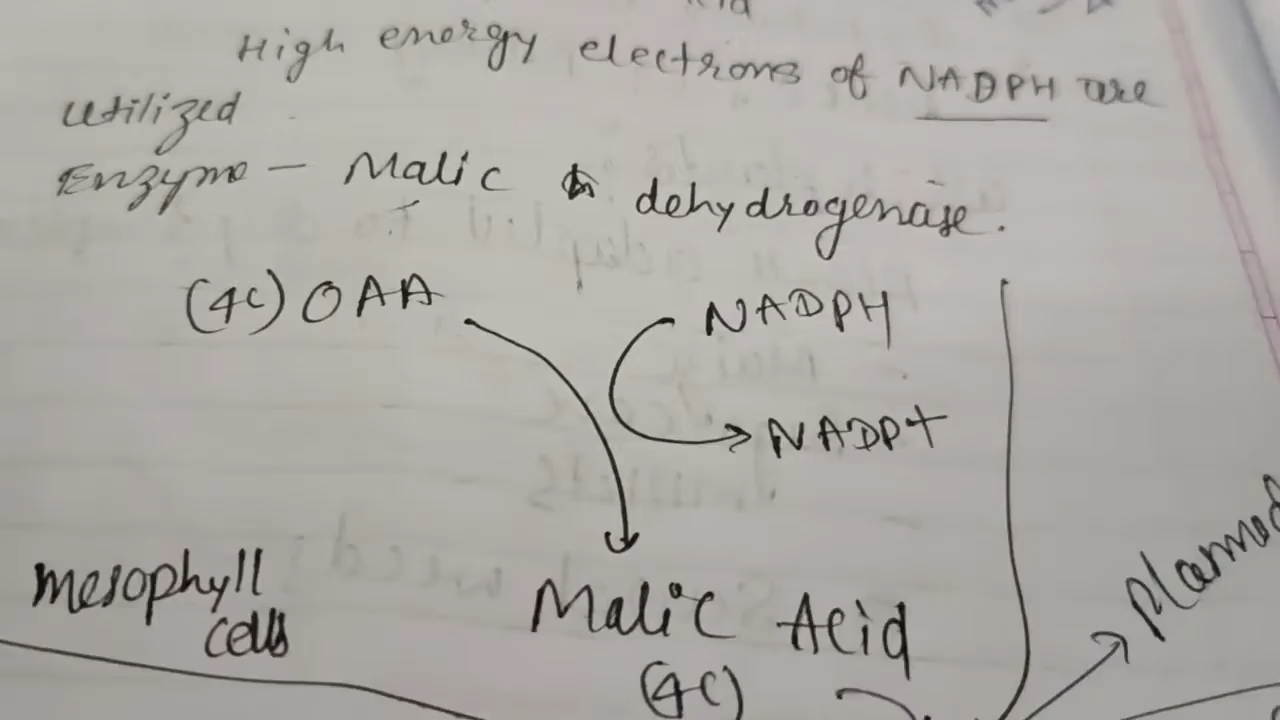 High energy electrons of NADPH are
utilized
Enzyme - Malic dehydrogenase.
(4C) OAA
NADPH
NADP+
mesophyll
cells
Malic Acid
(4C)